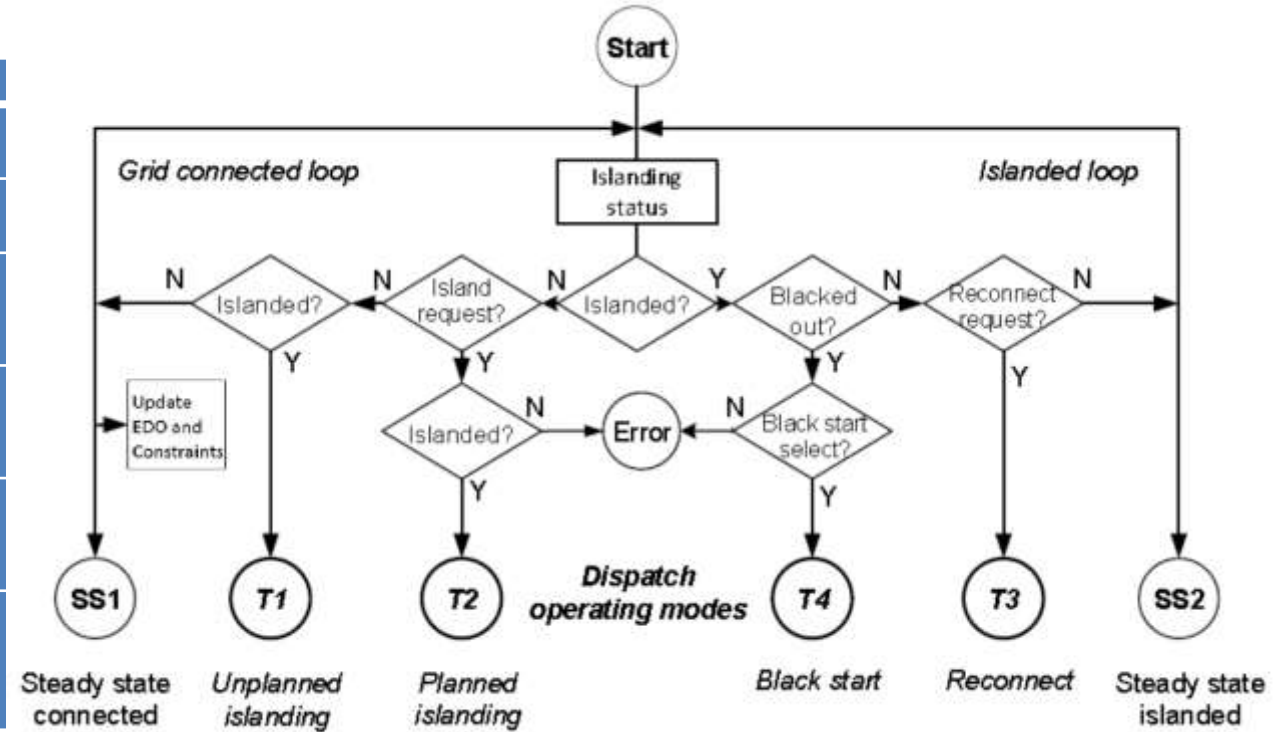 Start
Grid connected loop
Islanded loop
Islanding
status
N
Islanded?
N
Island
request?
N
Islanded?
Y
Blacked
out?
N
Reconnect
request?
N
Y
Y
Y
Y
Update
EDO and
Constraints
Islanded?
N
Error
N
Black start
select?
Y
Y
SS1
T1
T2
Dispatch
operating modes
T4
T3
SS2
Steady state
connected
Unplanned
islanding
Planned
islanding
Black start
Reconnect
Steady state
islanded